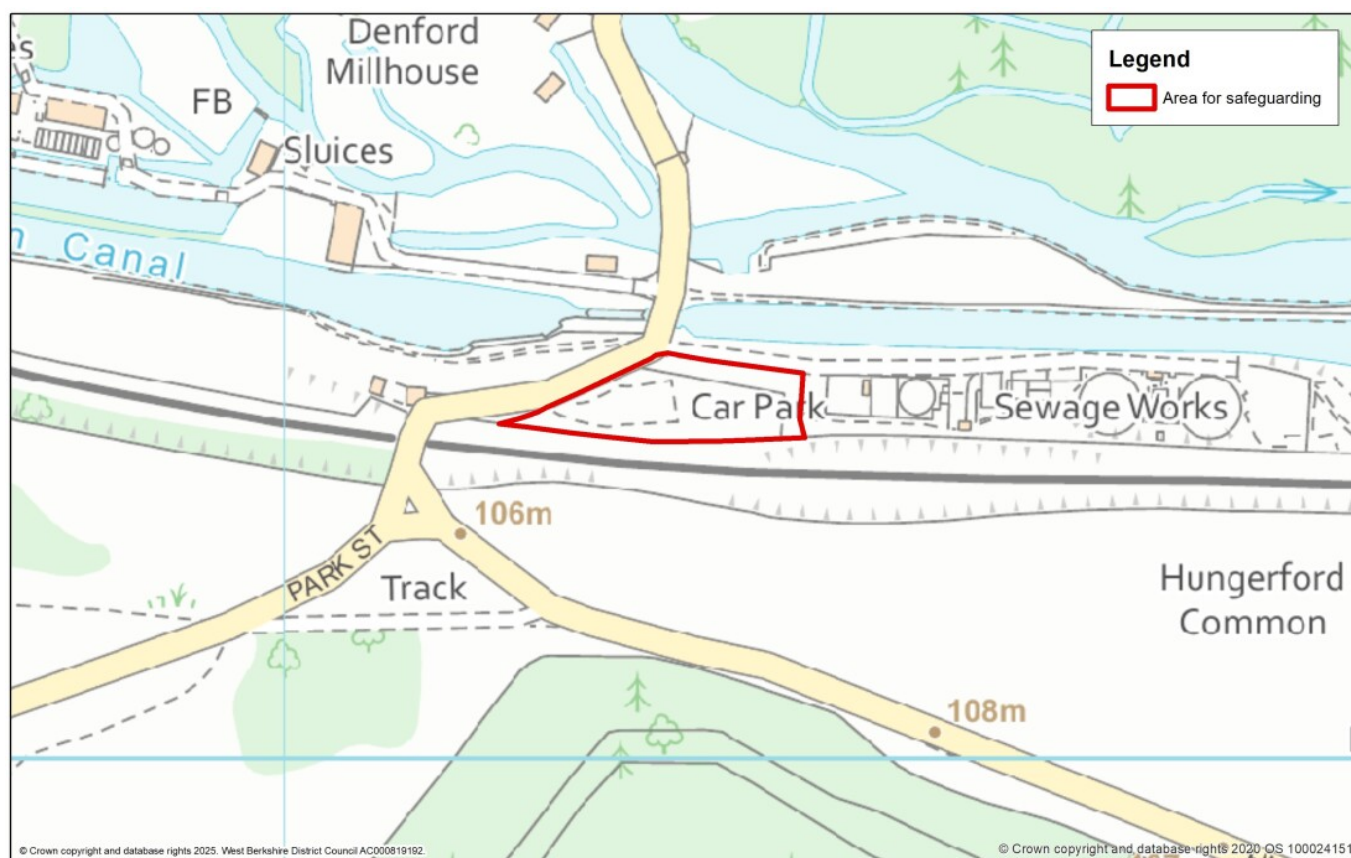 Denford
Millhouse
FB
Sluices
Canal
Legend
Area for safeguarding
Car Park
Sewage Works
106m
PARK ST
Track
Hungerford
Common
108m
© Crown copyright and database rights 2025. West Berkshire District Council AC000819192.
© Crown copyright and database rights 2020 OS 100024151